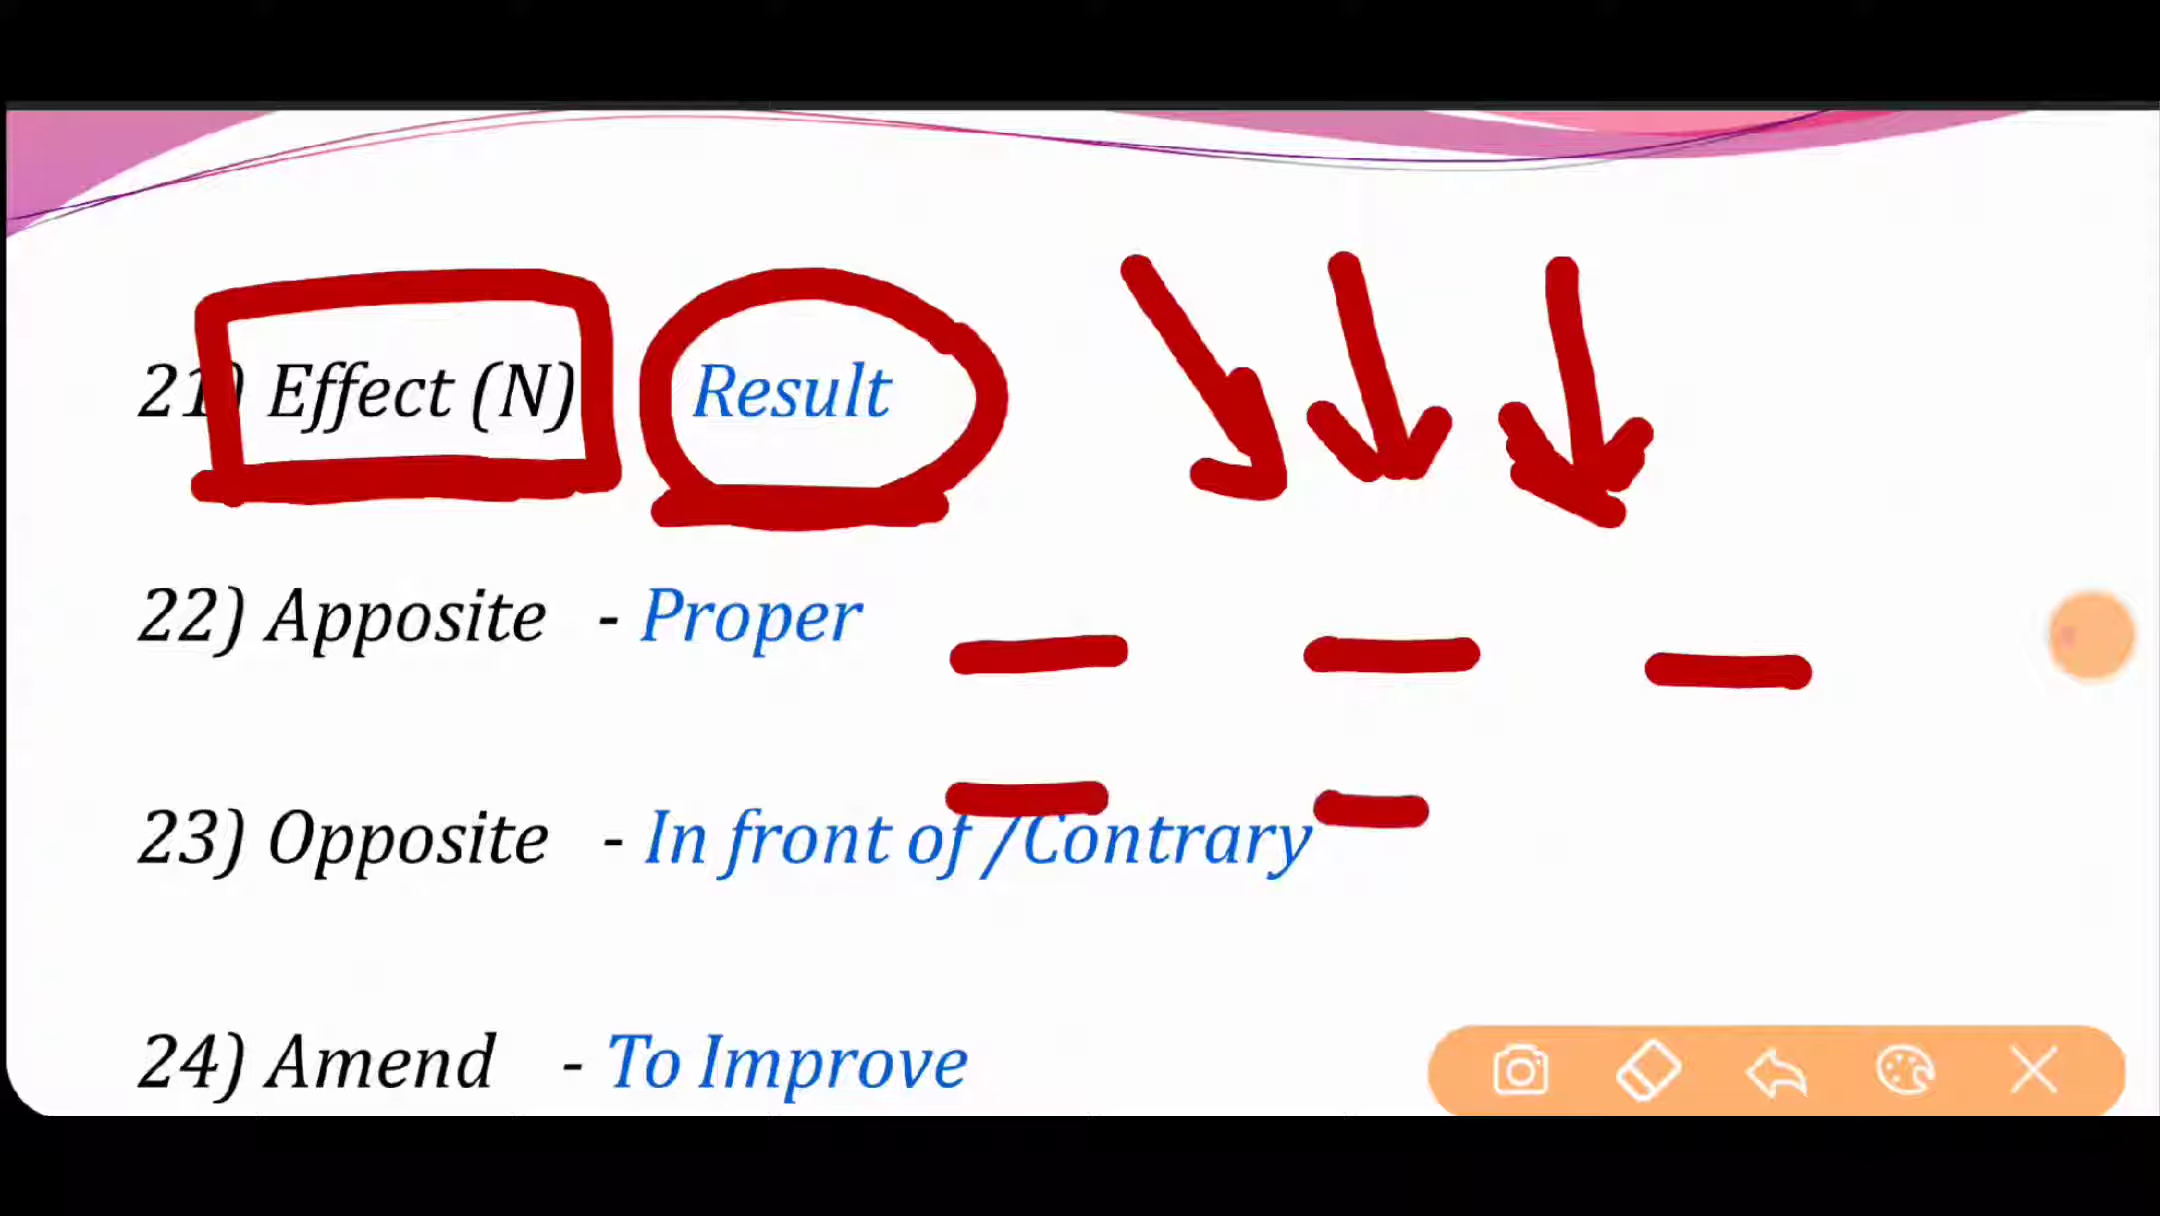 21) Effect (N) Result
22) Apposite - Proper
23) Opposite - In front of /Contrary
24) Amend - To Improve